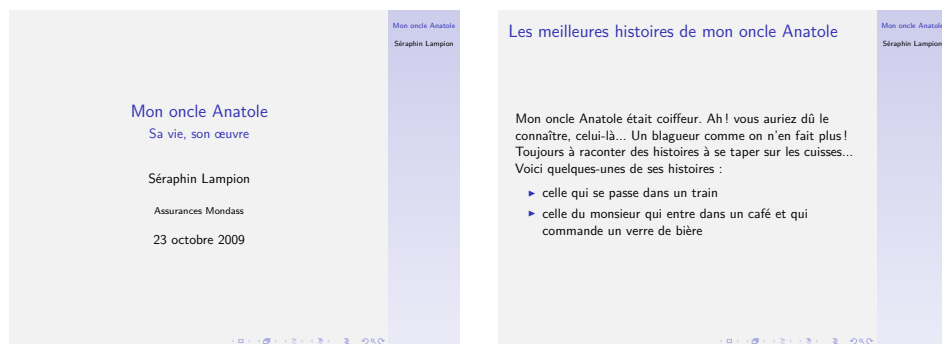 Mon oncle Anatole
Sa vie, son œuvre
Séraphin Lampion
Assurances Mondass
23 octobre 2009
Mon oncle Anatole
Séraphin Lampion
Les meilleures histoires de mon oncle Anatole
Mon oncle Anatole était coiffeur. Ah ! vous auriez dû le
connaître, celui-là... Un blagueur comme on n'en fait plus !
Toujours à raconter des histoires à se taper sur les cuisses...
Voici quelques-unes de ses histoires :
celle qui se passe dans un train
celle du monsieur qui entre dans un café et qui
commande un verre de bière
Mon oncle Anatole
Séraphin Lampion